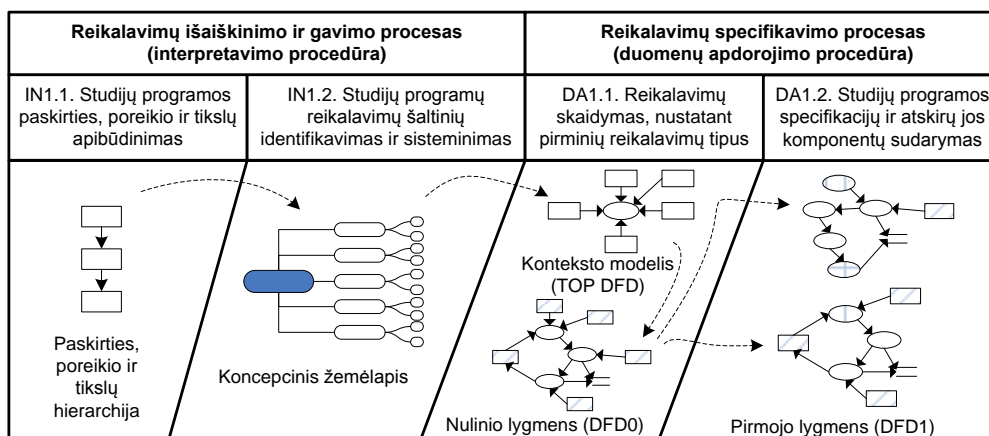 Reikalavimų išaiškinimo ir gavimo procesas
(interpretavimo procedūra)
Reikalavimų specifikavimo procesas
(duomenų apdorojimo procedūra)
IN1.1. Studijų programos
paskirties, poreikio ir tikslų
apibūdinimas
IN1.2. Studijų programų
reikalavimų šaltinių
identifikavimas ir sisteminimas
DA1.1. Reikalavimų
skaidymas, nustatant
pirminių reikalavimų tipus
DA1.2. Studijų programos
specifikacijų ir atskirų jos
komponentų sudarymas
Paskirties,
poreikio ir
tikslų
hierarchija
Koncepcinis žemėlapis
Konteksto modelis
(TOP DFD)
Nulinio lygmens (DFD0)
Pirmojo lygmens (DFD1)